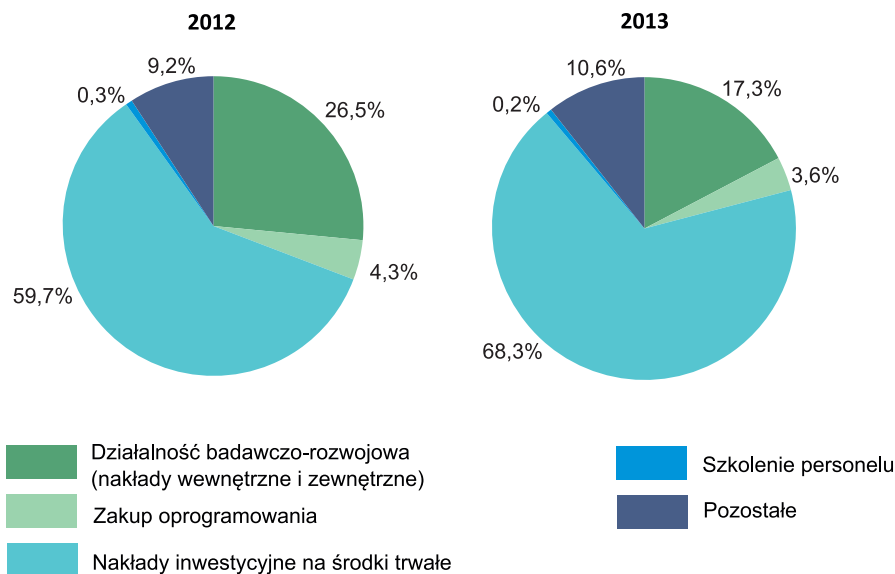 2012
9,2%
0,3%
26,5%
4,3%
59,7%
2013
10,6%
0,2%
17,3%
3,6%
68,3%
Działalność badawczo-rozwojowa
(nakłady wewnętrzne i zewnętrzne)
Zakup oprogramowania
Nakłady inwestycyjne na środki trwałe
Szkolenie personelu
Pozostałe